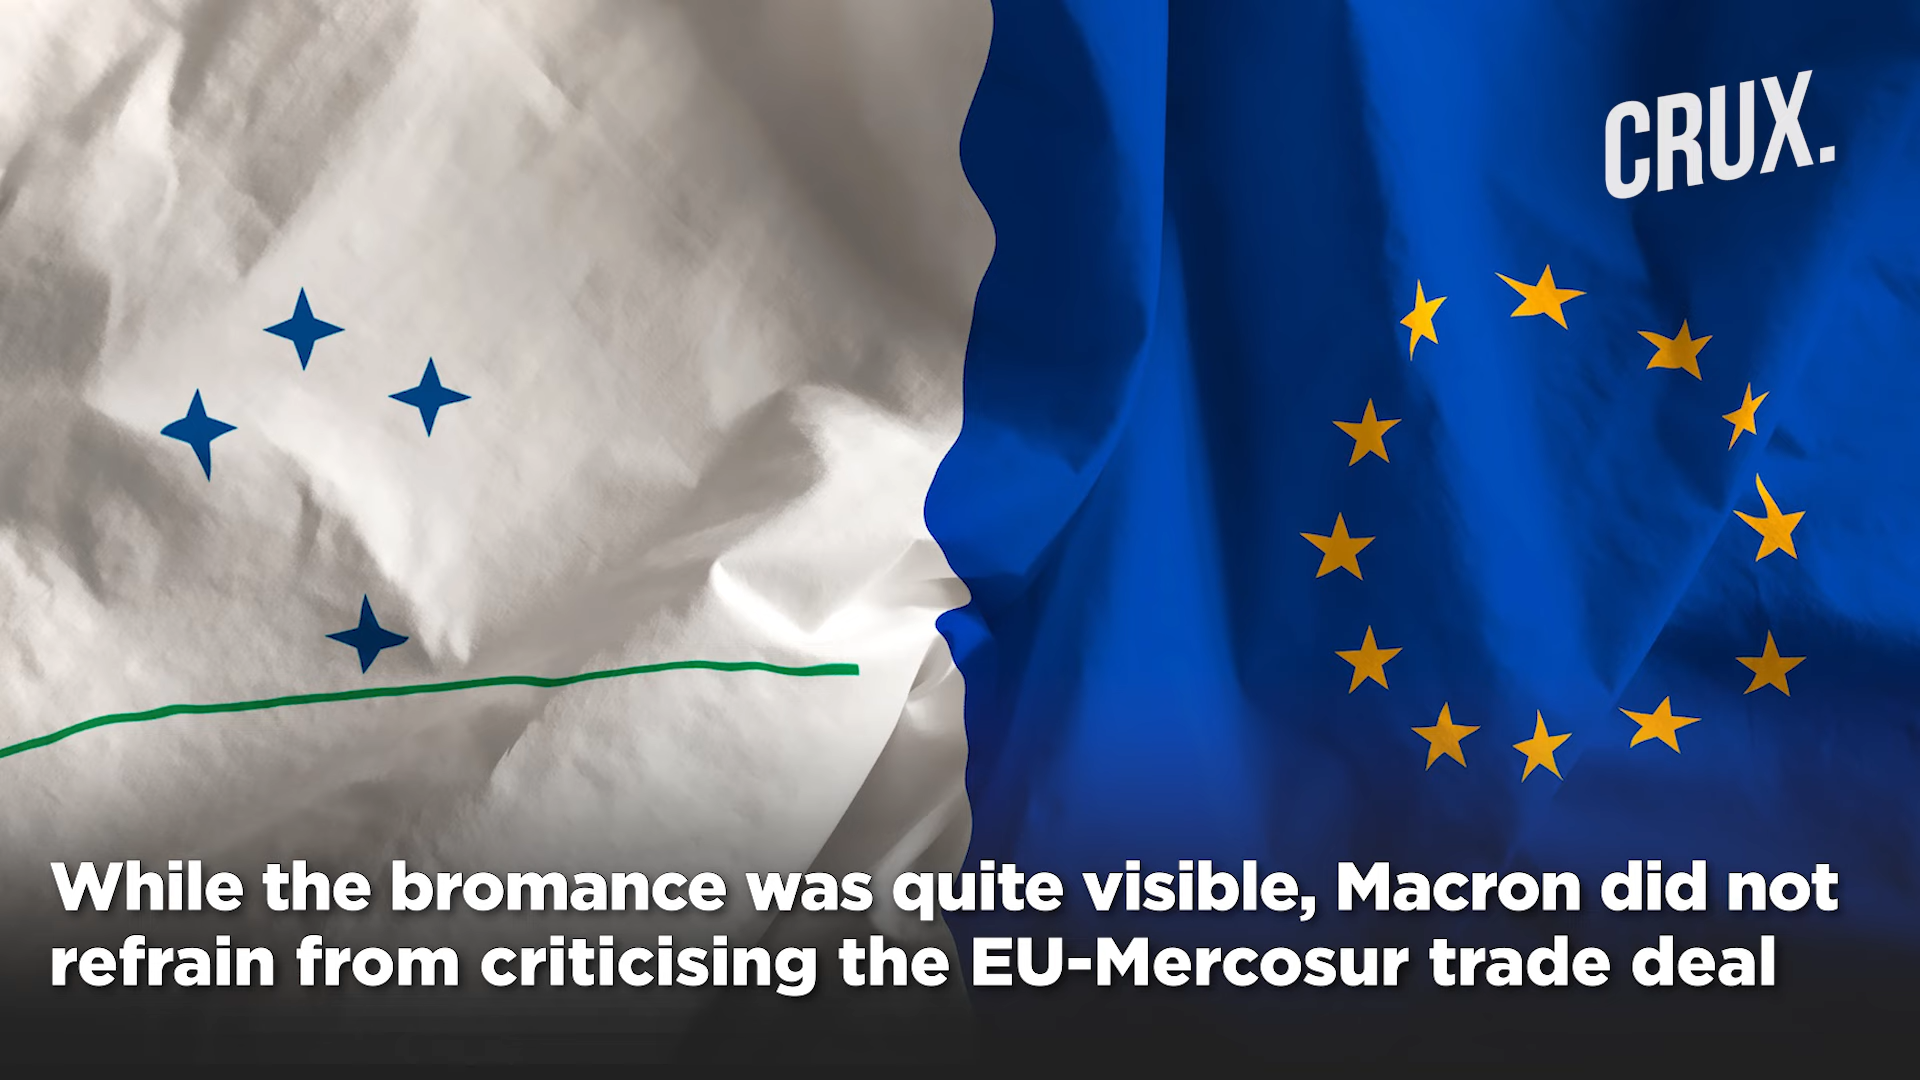 CRUX.
While the bromance was quite visible, Macron did not
refrain from criticising the EU-Mercosur trade deal